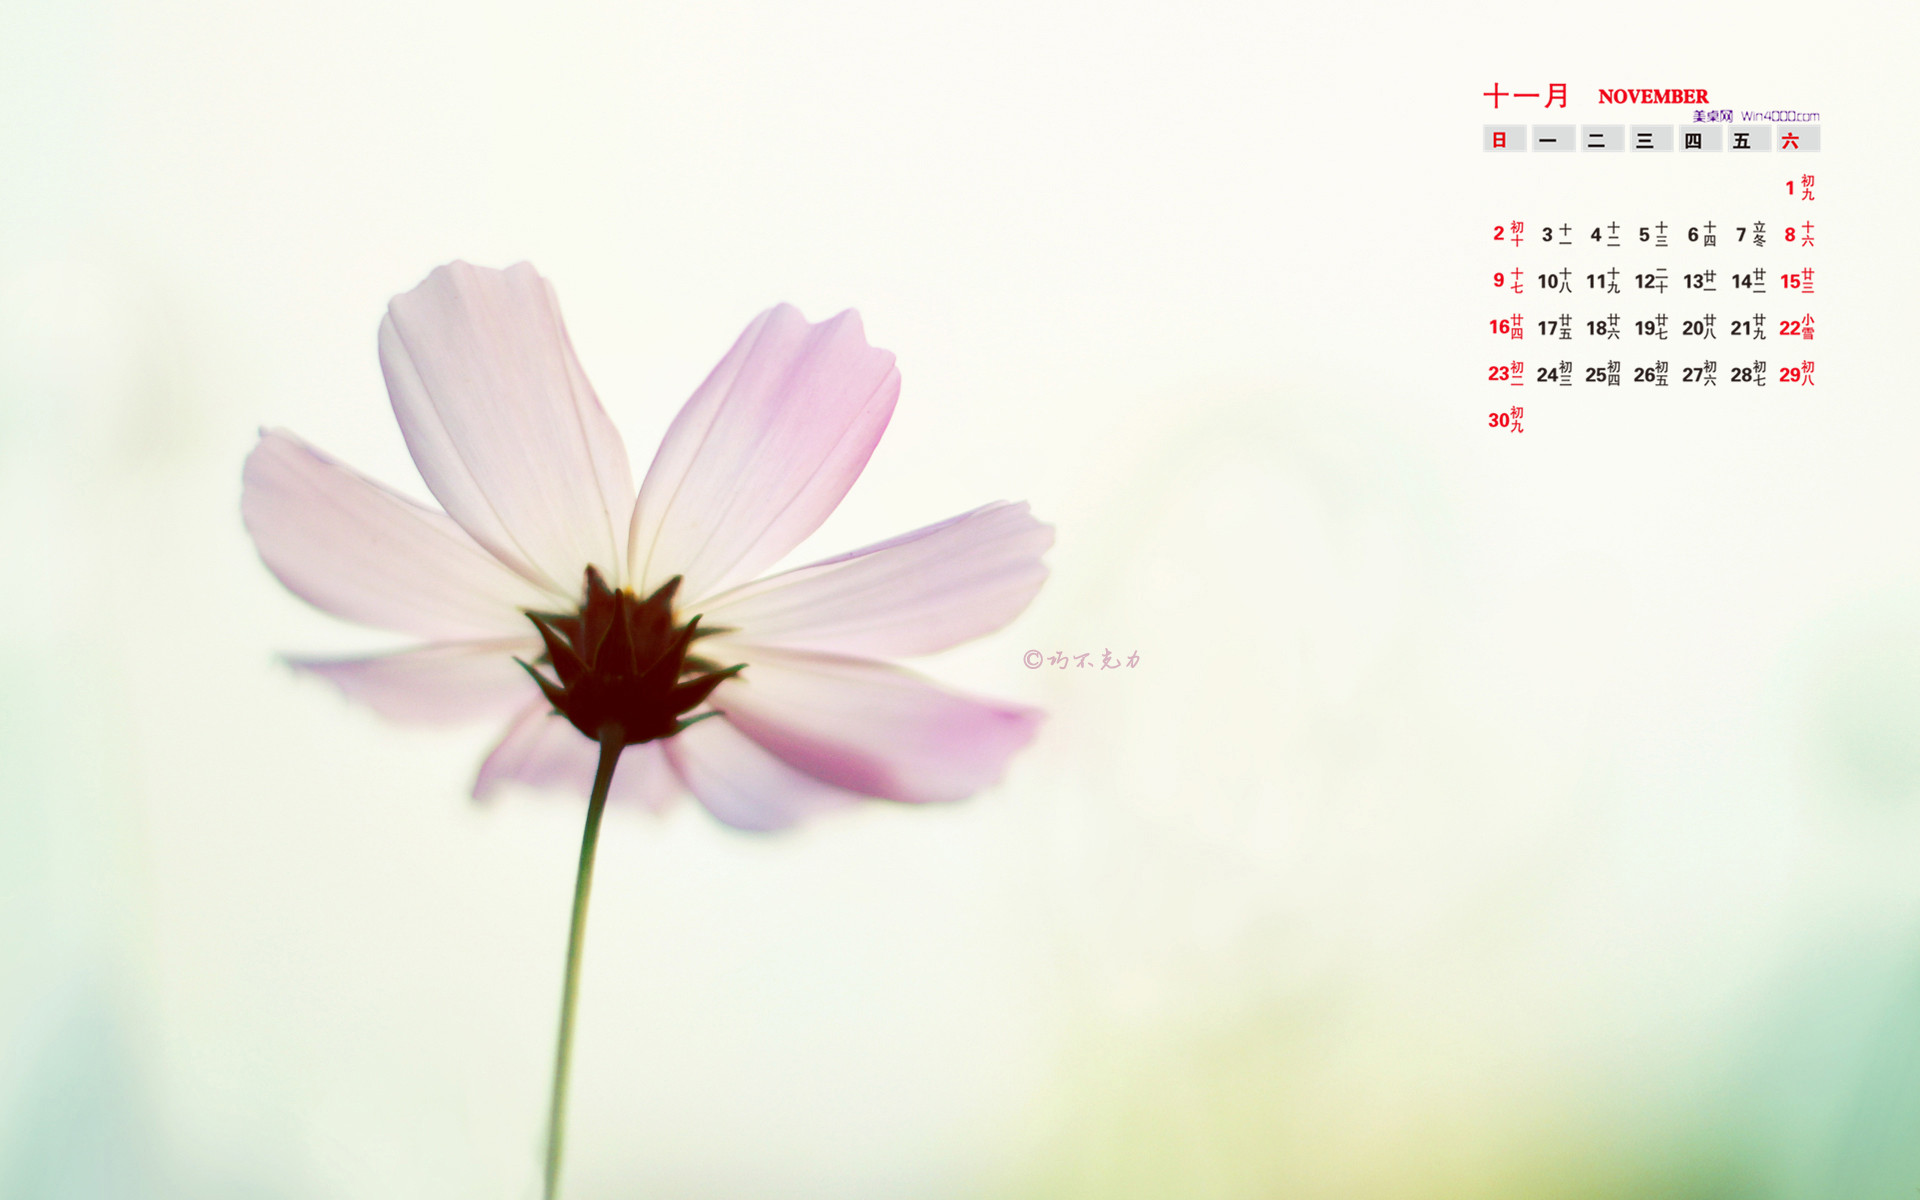 十一月 NOVEMBER
美桌网 Win4000.com
日 一 二 三 四 五 六
1 初九
2 初十 3 十一 4 十二 5 十三 6 十四 7 立冬 8 十六
9 十七 10 十八 11 十九 12 二十 13 廿一 14 廿二 15 廿三
16 廿四 17 廿五 18 廿六 19 廿七 20 廿八 21 廿九 22 小雪
23 初二 24 初三 25 初四 26 初五 27 初六 28 初七 29 初八
30 初九
©巧不克力